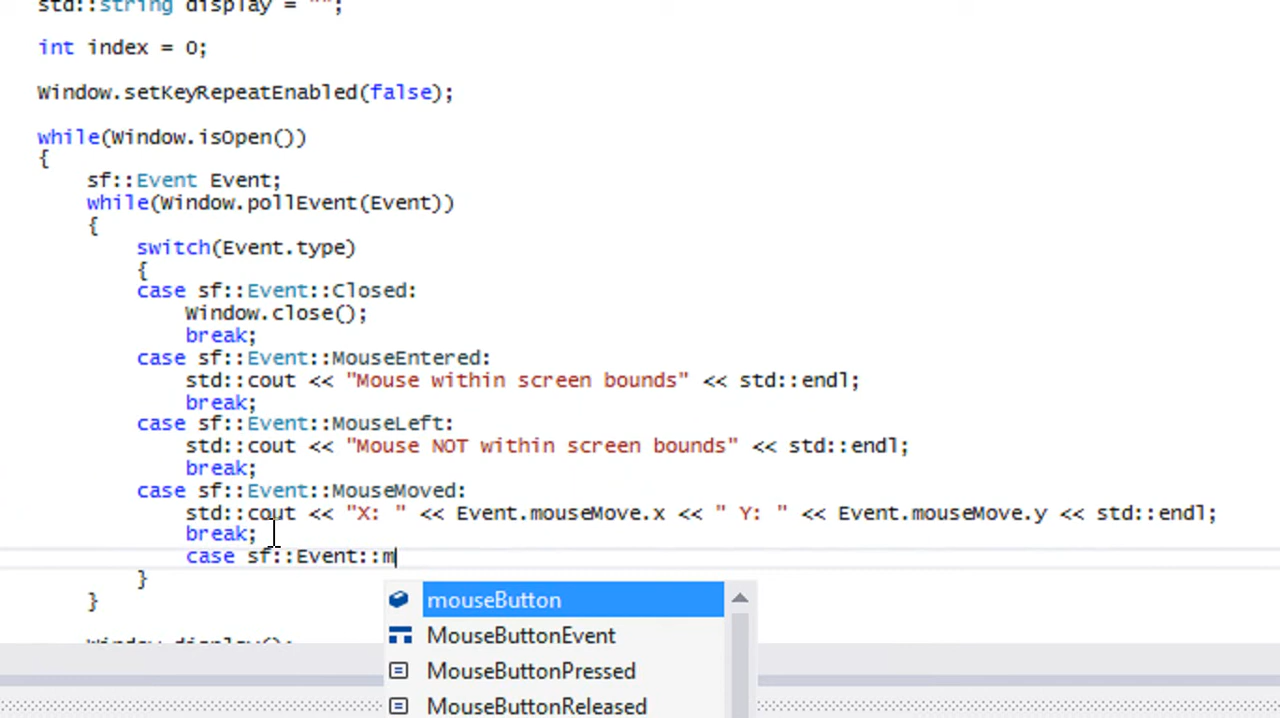 std::string display = "";
int index = 0;
Window.setKeyRepeatEnabled(false);
while(Window.isOpen())
{
sf::Event Event;
while(Window.pollEvent(Event))
{
switch(Event.type)
{
case sf::Event::Closed:
Window.close();
break;
case sf::Event::MouseEntered:
std::cout << "Mouse within screen bounds" << std::endl;
break;
case sf::Event::MouseLeft:
std::cout << "Mouse NOT within screen bounds" << std::endl;
break;
case sf::Event::MouseMoved:
std::cout << "X: " << Event.mouseMove.x << " Y: " << Event.mouseMove.y << std::endl;
break;
case sf::Event::m
}
}
Window.display();
mouseButton
MouseButtonEvent
MouseButtonPressed
MouseButtonReleased